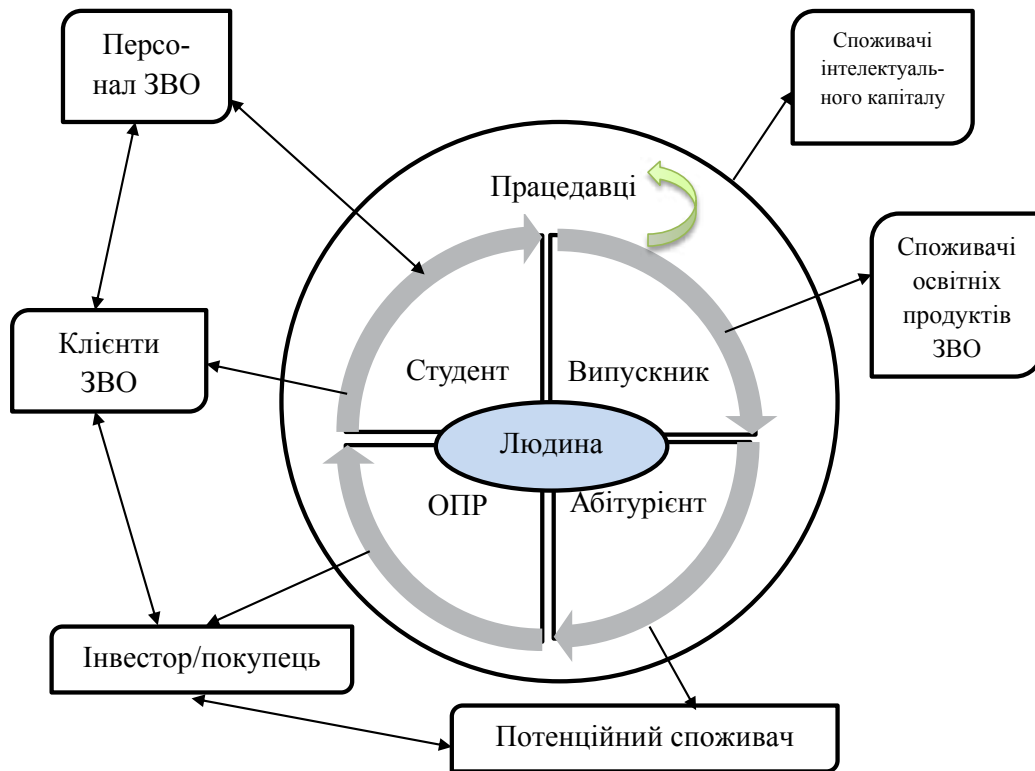 Персо-
нал ЗВО
Споживачі
інтелектуаль-
ного капіталу
Працедавці
Споживачі
освітніх
продуктів
ЗВО
Клієнти
ЗВО
Студент
Випускник
Людина
ОПР
Абітурієнт
Інвестор/покупець
Потенційний споживач